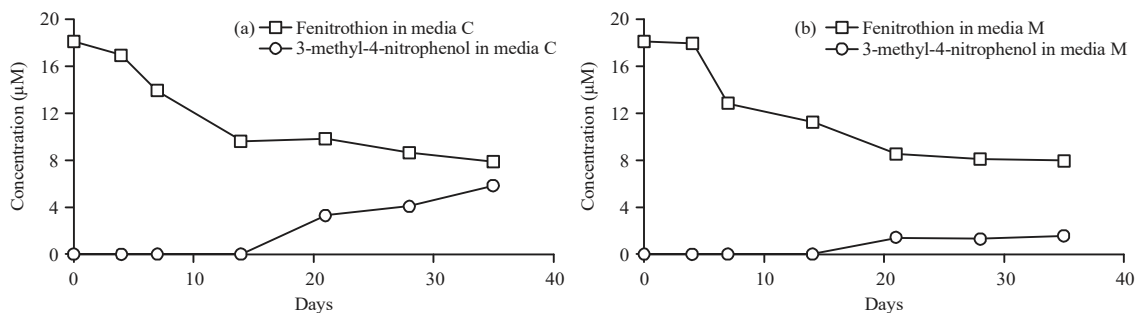 (a) Fenitrothion in media C
3-methyl-4-nitrophenol in media C
20
16
12
8
4
0
Concentration (µM)
0 10 20 30 40
Days
(b) Fenitrothion in media M
3-methyl-4-nitrophenol in media M
20
16
12
8
4
0
Concentration (µM)
0 10 20 30 40
Days